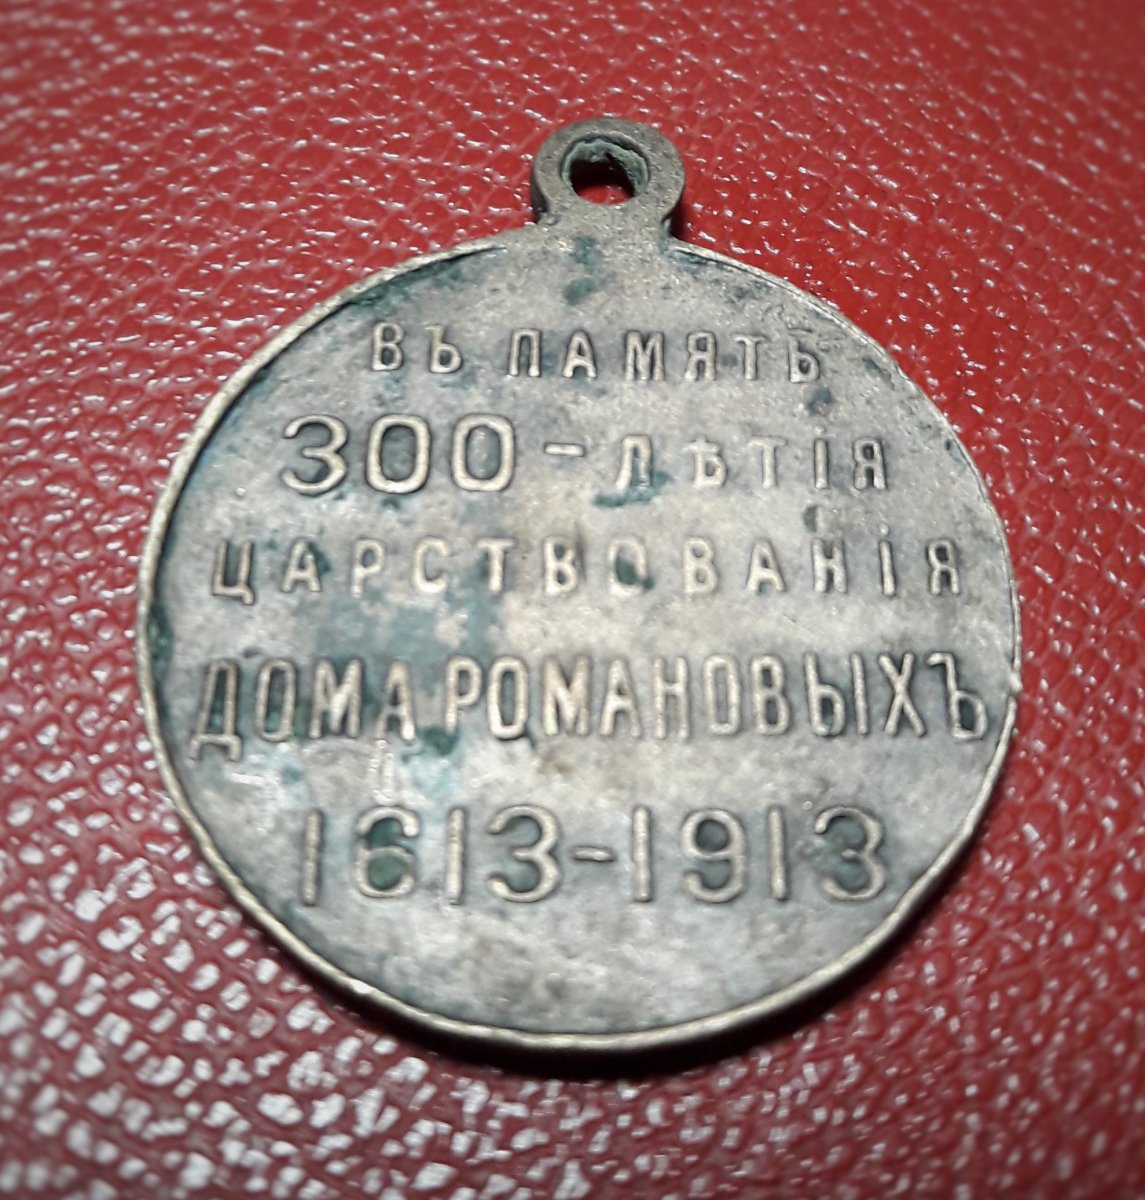 ВЪ ПАМЯТЬ
300-ЛѢТІЯ
ЦАРСТВОВАНІЯ
ДОМА РОМАНОВЫХЪ
1613-1913